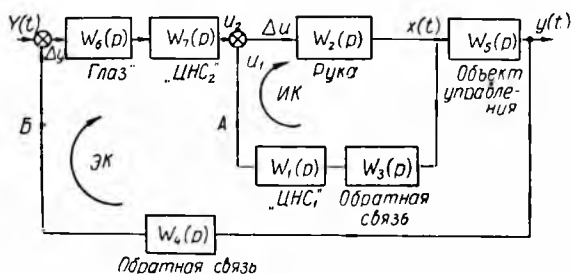 Y(t)
Δy
W₆(p)
„Глаз"
W₇(p)
„ЦНС₂"
u₂
u₁
Δu
W₂(p)
Рука
x(t)
W₅(p)
Объект
управле-
ния
y(t)
Б
ЭК
A
ИК
W₁(p)
„ЦНС₁"
W₃(p)
Обратная
связь
W₄(p)
Обратная связь